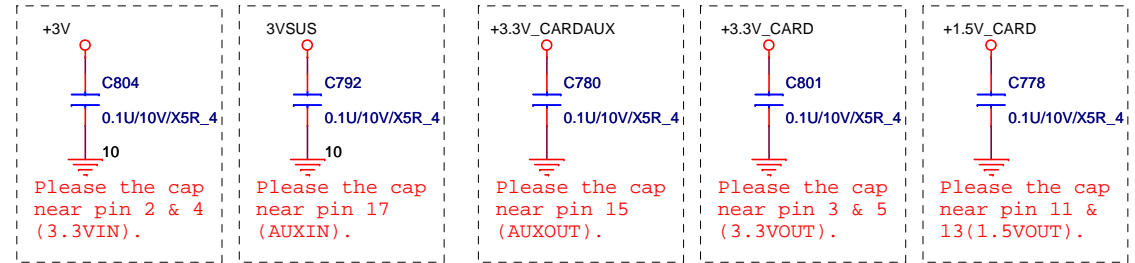 +3V
C804
0.1U/10V/X5R_4
10
Please the cap
near pin 2 & 4
(3.3VIN).
3VSUS
C792
0.1U/10V/X5R_4
10
Please the cap
near pin 17
(AUXIN).
+3.3V_CARDAUX
C780
0.1U/10V/X5R_4
Please the cap
near pin 15
(AUXOUT).
+3.3V_CARD
C801
0.1U/10V/X5R_4
Please the cap
near pin 3 & 5
(3.3VOUT).
+1.5V_CARD
C778
0.1U/10V/X5R_4
Please the cap
near pin 11 &
13(1.5VOUT).